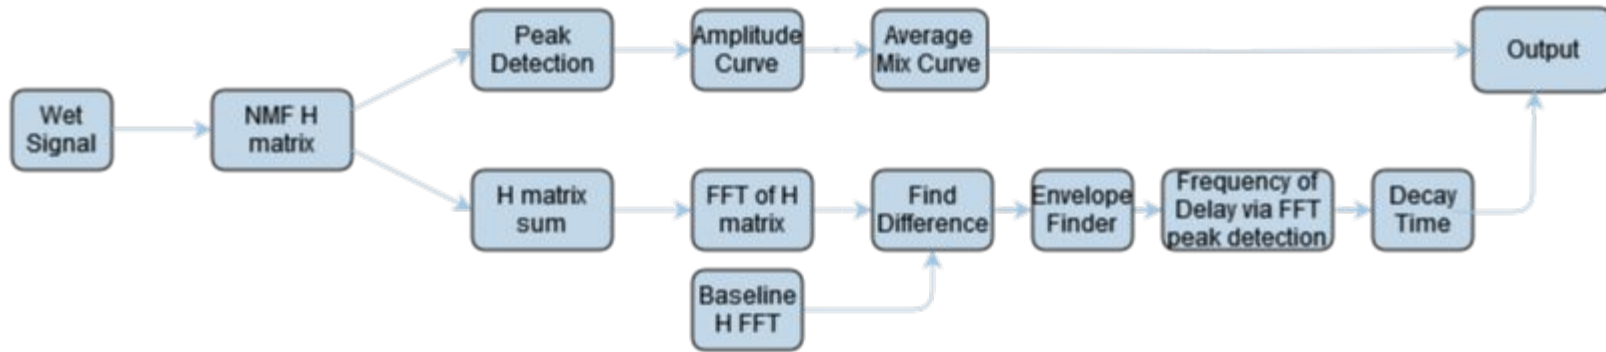 Wet
Signal
NMF H
matrix
Peak
Detection
Amplitude
Curve
Average
Mix Curve
Output
H matrix
sum
FFT of H
matrix
Find
Difference
Envelope
Finder
Frequency of
Delay via FFT
peak detection
Decay
Time
Baseline
H FFT